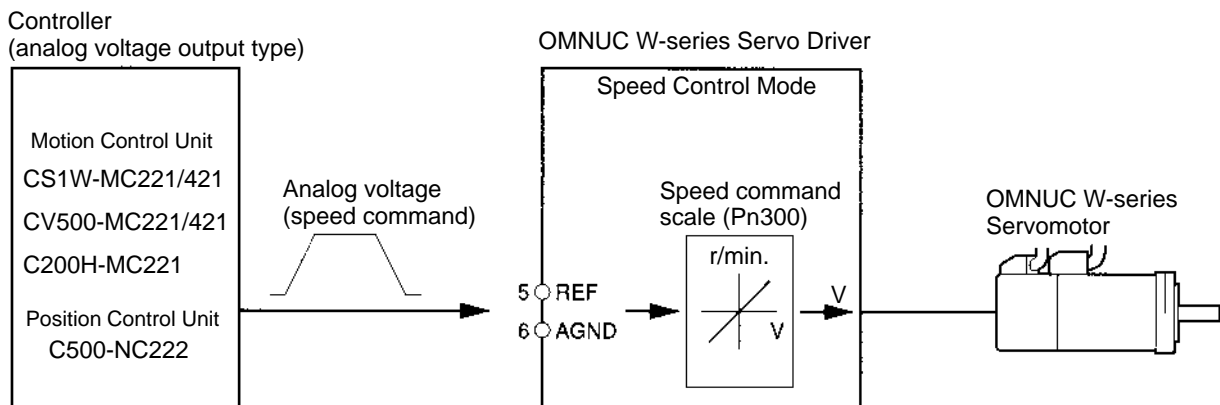 Controller
(analog voltage output type)
Motion Control Unit
CS1W-MC221/421
CV500-MC221/421
C200H-MC221
Position Control Unit
C500-NC222
Analog voltage
(speed command)
OMNUC W-series Servo Driver
Speed Control Mode
5 REF
6 AGND
Speed command
scale (Pn300)
r/min.
V
V
OMNUC W-series
Servomotor